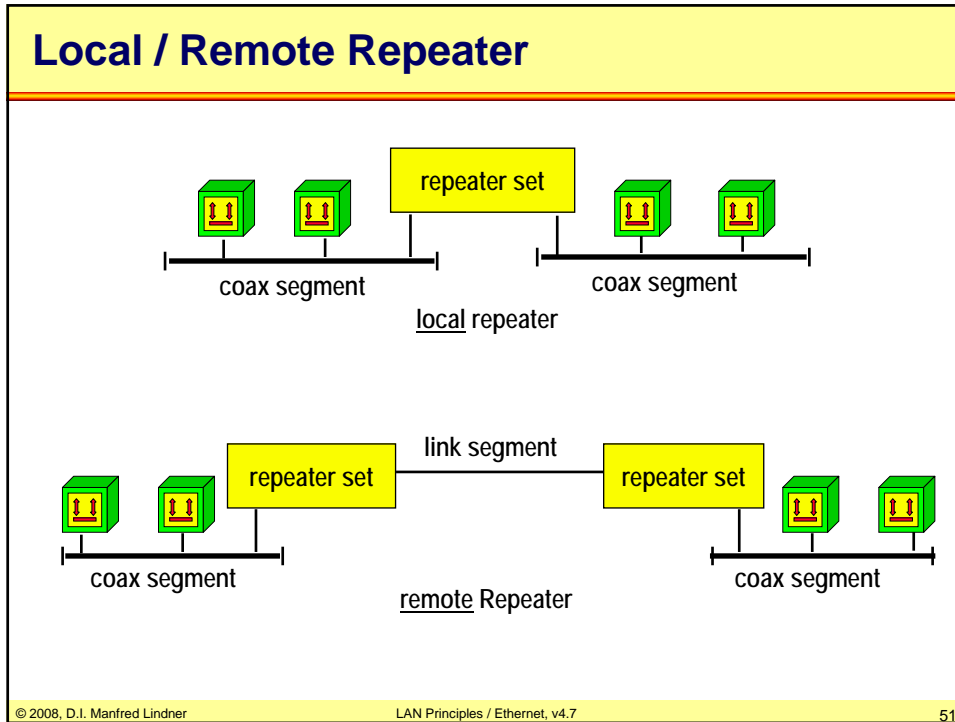 Local / Remote Repeater
repeater set
coax segment
coax segment
local repeater
link segment
repeater set
repeater set
coax segment
coax segment
remote Repeater
© 2008, D.I. Manfred Lindner
LAN Principles / Ethernet, v4.7
51